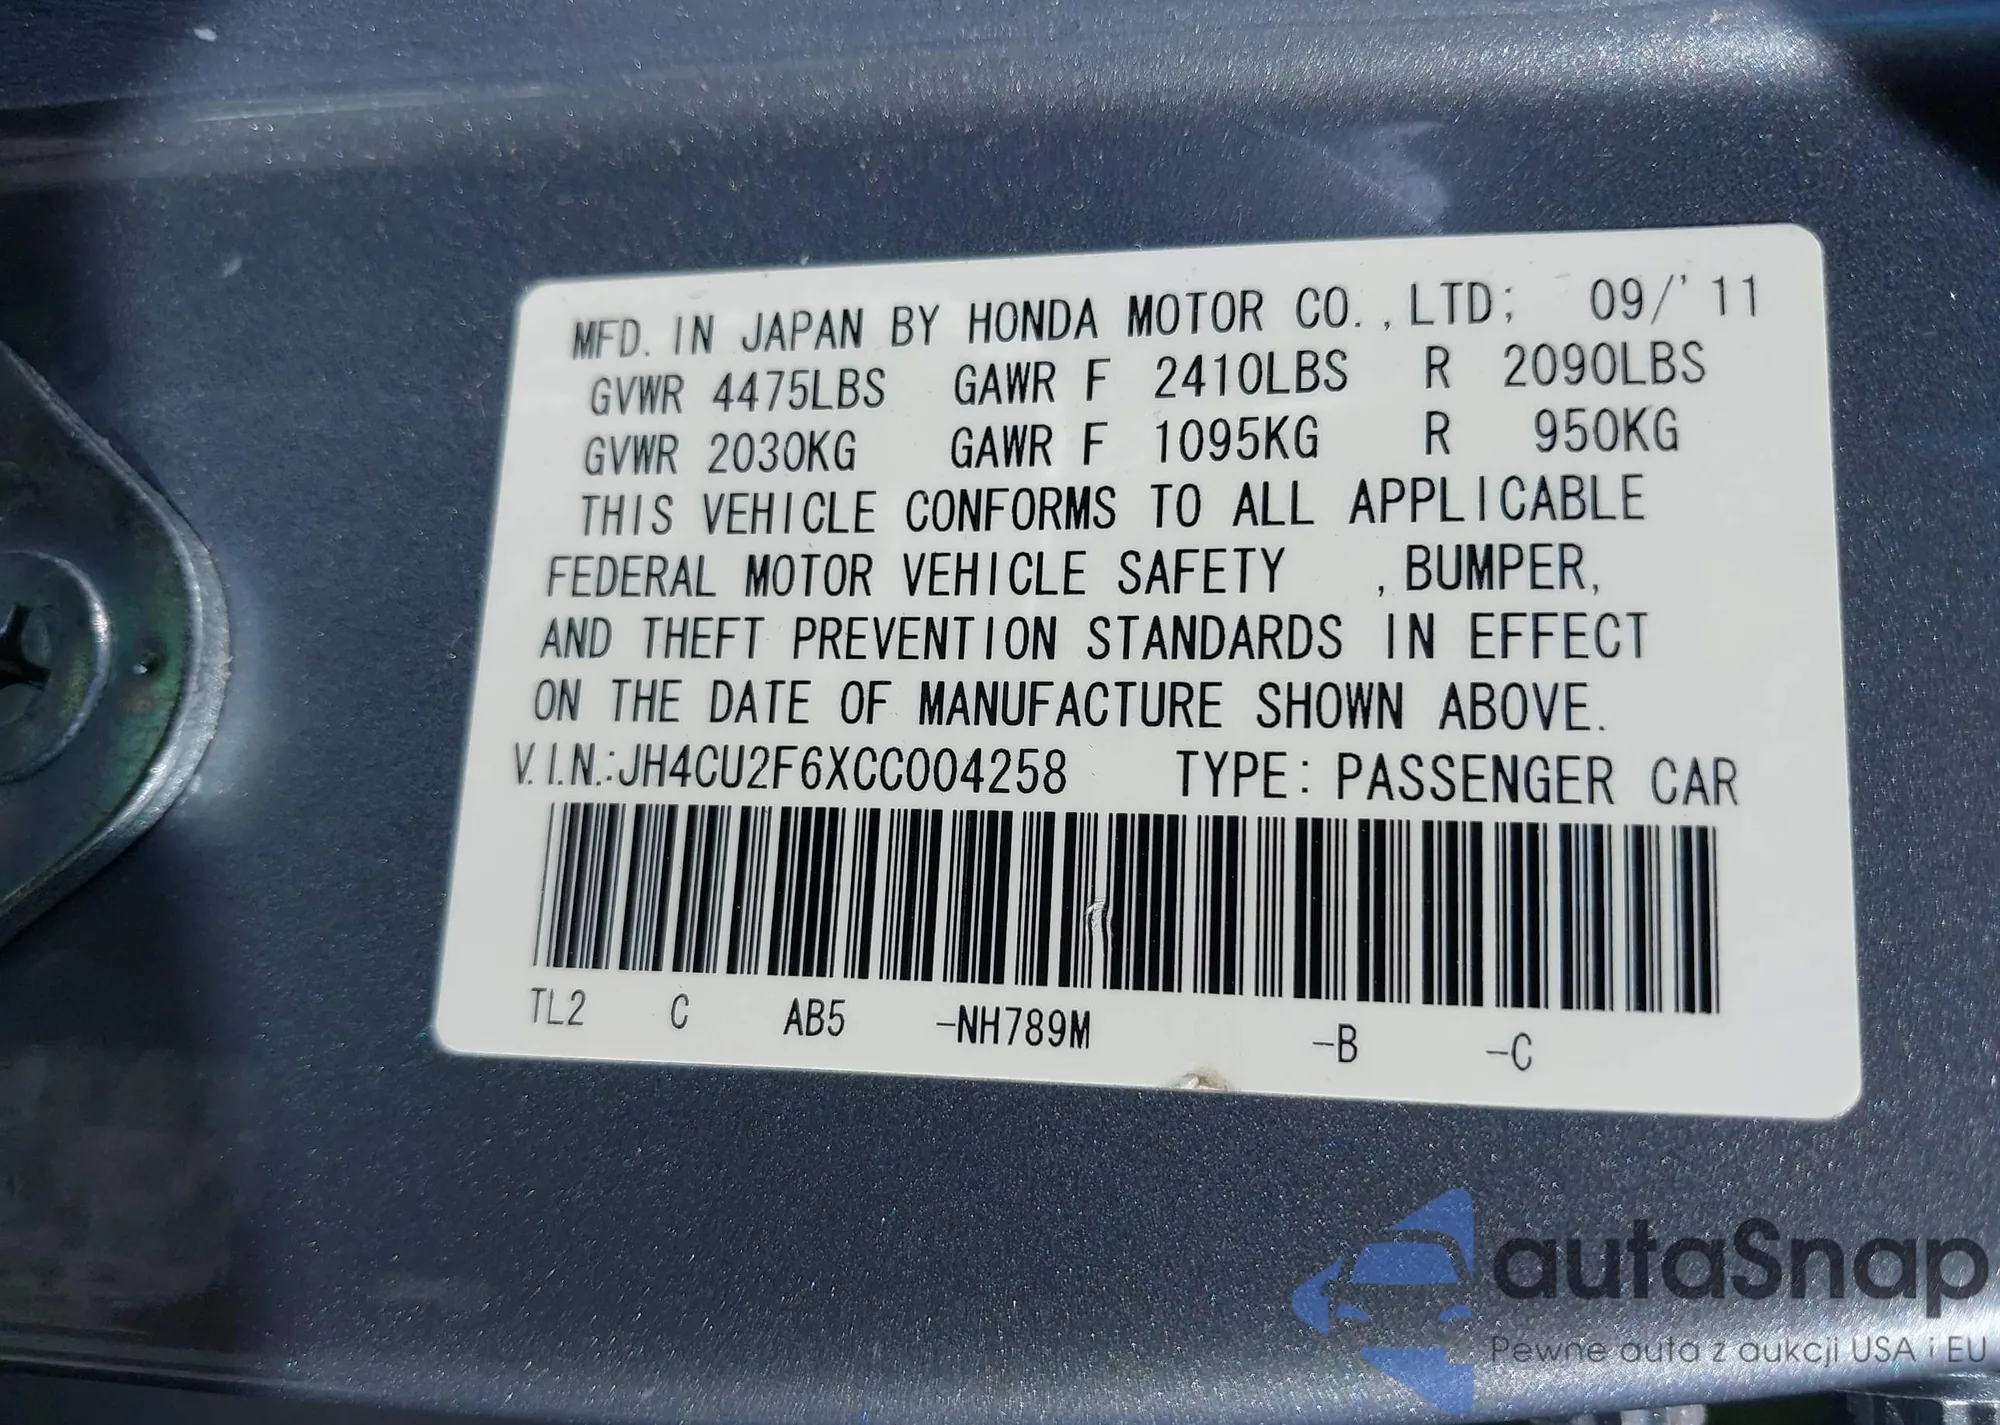 MFD. IN JAPAN BY HONDA MOTOR CO.,LTD; 09/'11
GVWR 4475LBS GAWR F 2410LBS R 2090LBS
GVWR 2030KG GAWR F 1095KG R 950KG
THIS VEHICLE CONFORMS TO ALL APPLICABLE
FEDERAL MOTOR VEHICLE SAFETY ,BUMPER,
AND THEFT PREVENTION STANDARDS IN EFFECT
ON THE DATE OF MANUFACTURE SHOWN ABOVE.
V.I.N.:JH4CU2F6XCC004258 TYPE: PASSENGER CAR
TL2 C AB5 -NH789M -B -C
autaSnap
Pewne auta z aukcji USA i EU